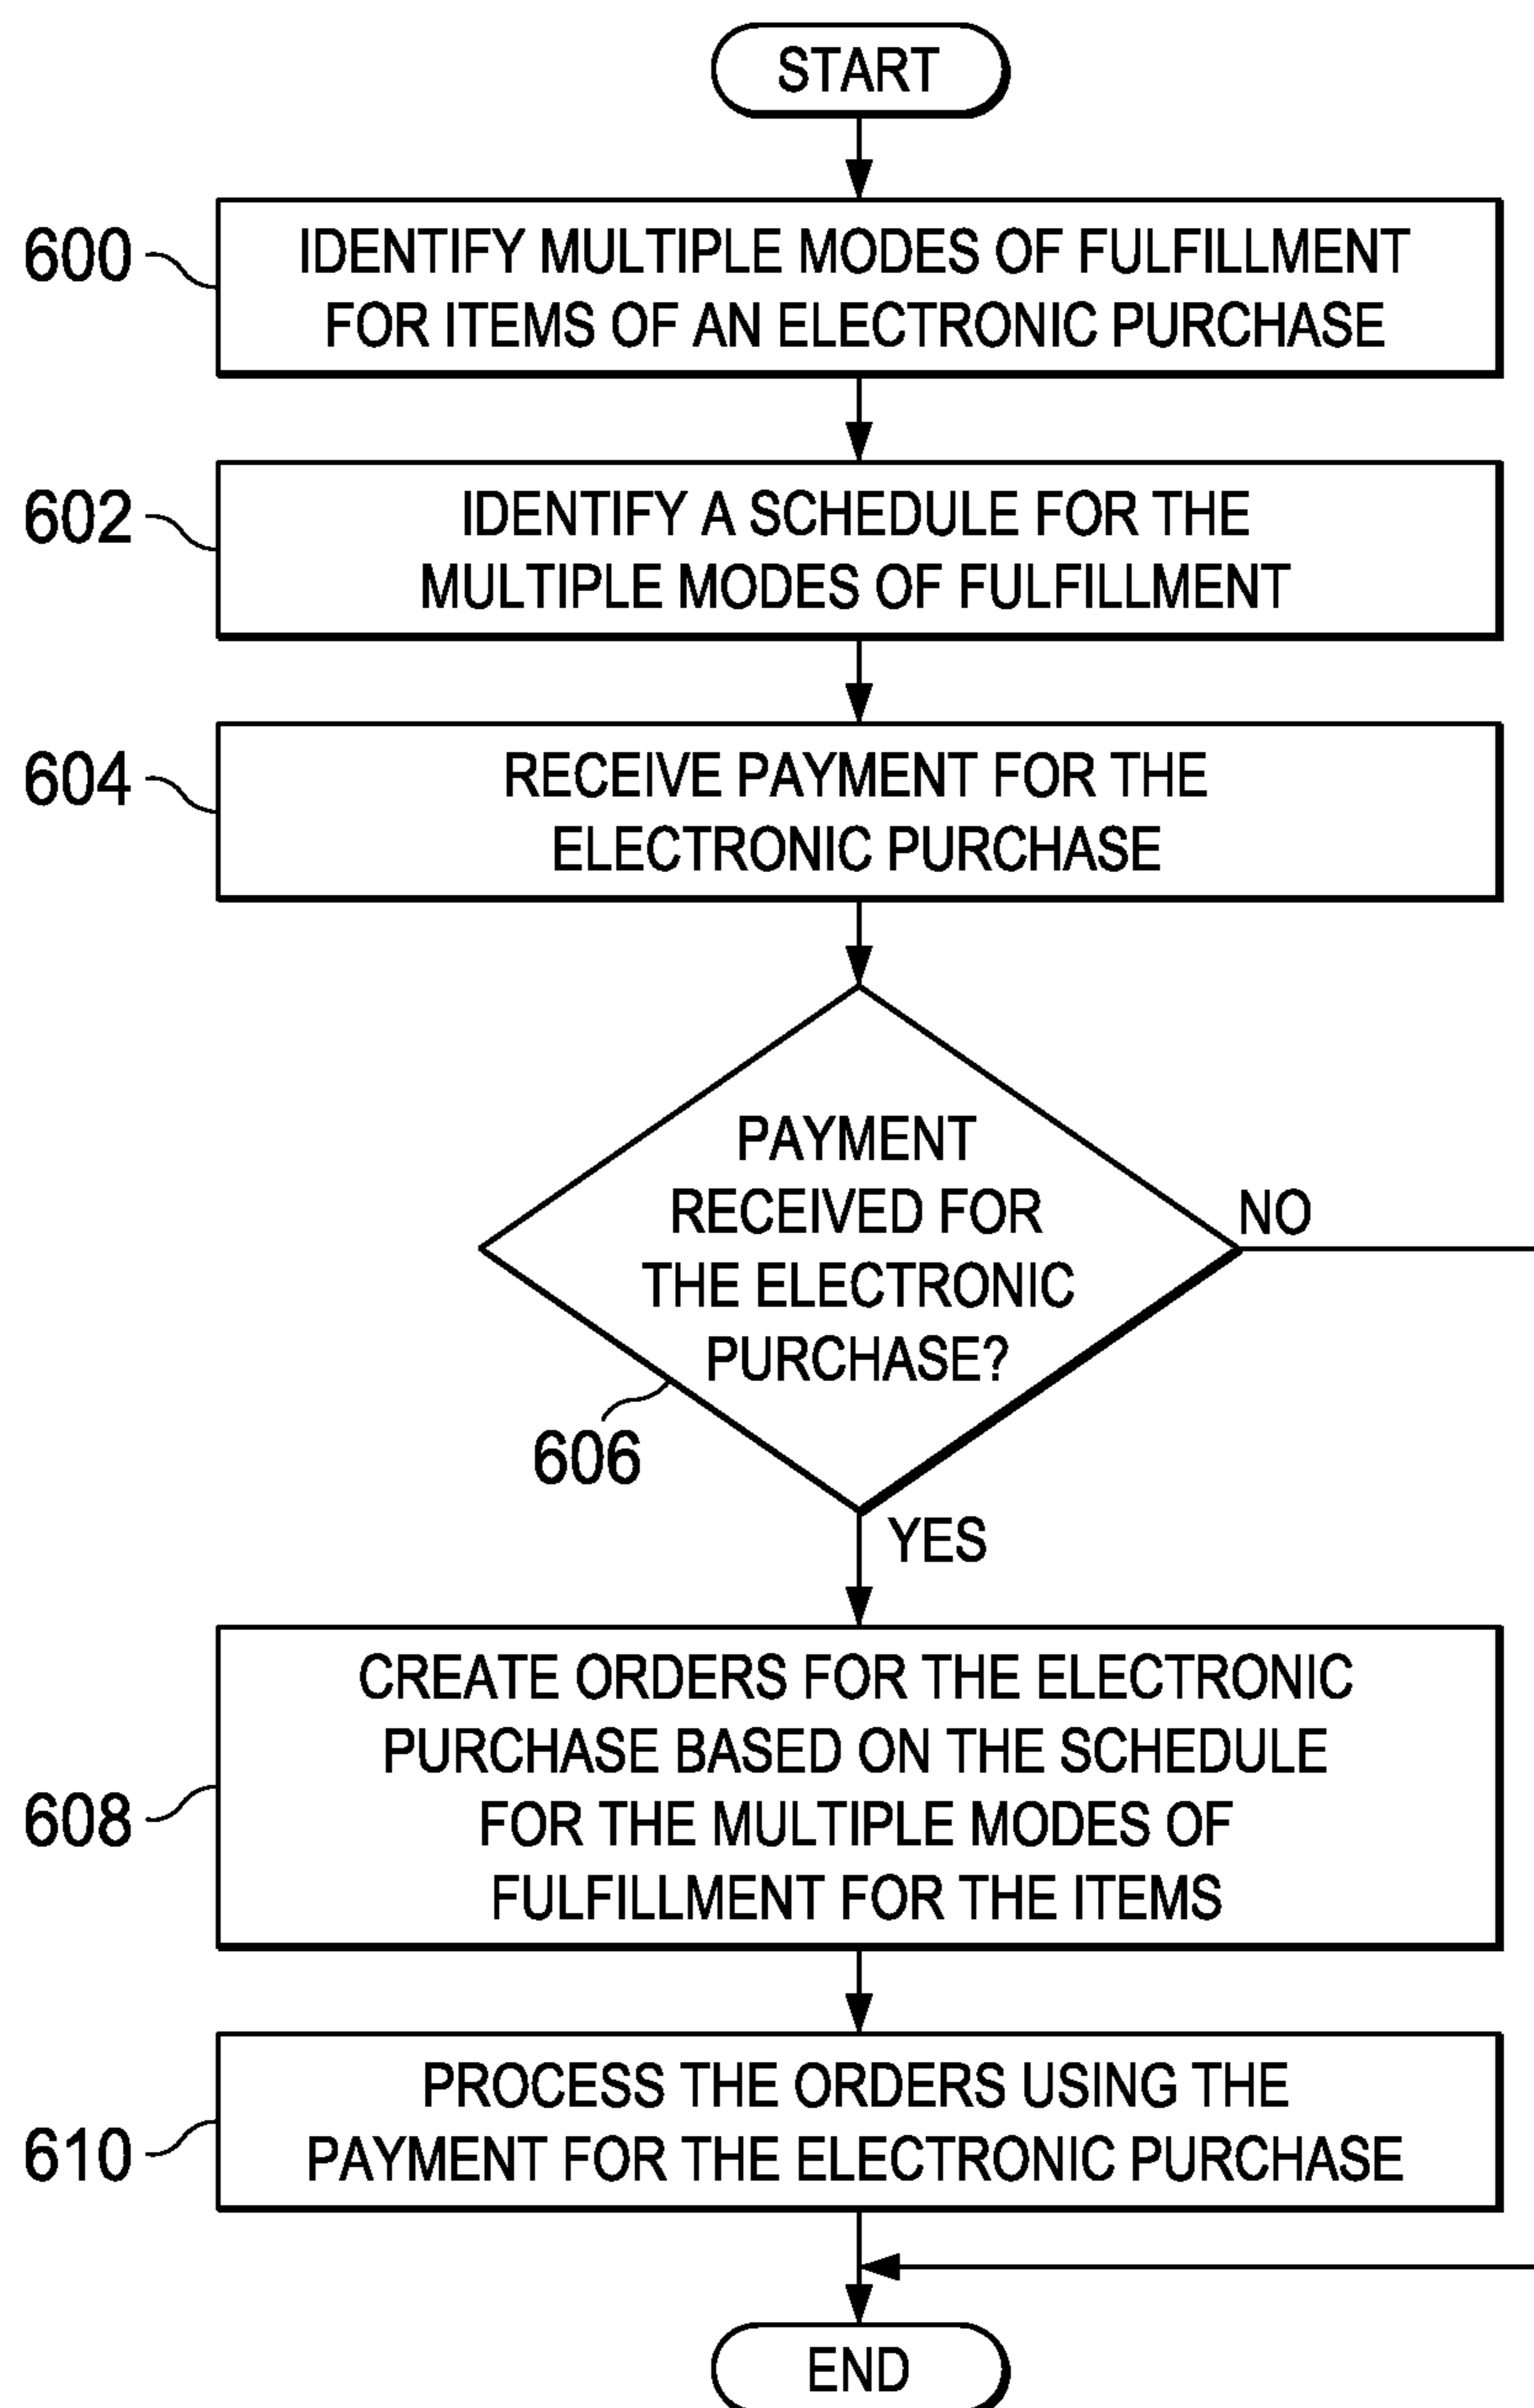 START
600
IDENTIFY MULTIPLE MODES OF FULFILLMENT
FOR ITEMS OF AN ELECTRONIC PURCHASE
602
IDENTIFY A SCHEDULE FOR THE
MULTIPLE MODES OF FULFILLMENT
604
RECEIVE PAYMENT FOR THE
ELECTRONIC PURCHASE
PAYMENT
RECEIVED FOR
THE ELECTRONIC
PURCHASE?
NO
606
YES
608
CREATE ORDERS FOR THE ELECTRONIC
PURCHASE BASED ON THE SCHEDULE
FOR THE MULTIPLE MODES OF
FULFILLMENT FOR THE ITEMS
610
PROCESS THE ORDERS USING THE
PAYMENT FOR THE ELECTRONIC PURCHASE
END